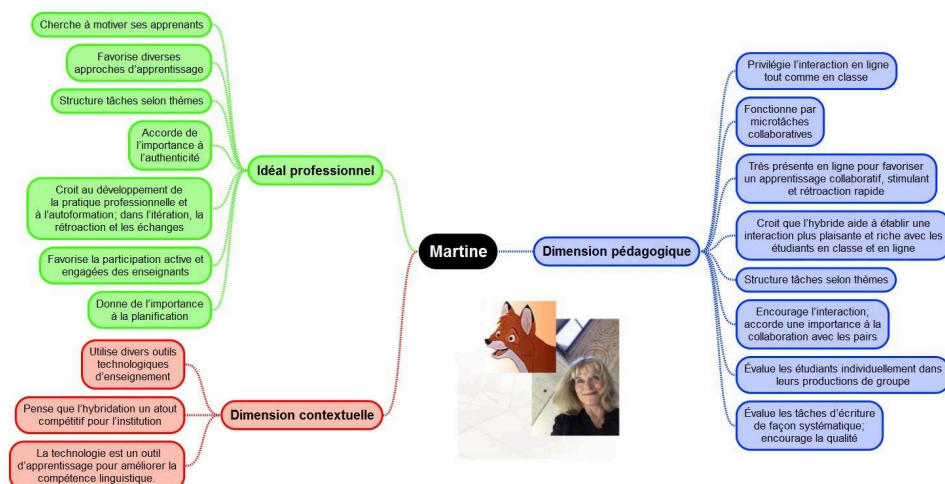 Cherche à motiver ses apprenants
Favorise diverses
approches d'apprentissage
Structure tâches selon thèmes
Accorde de
l'importance à
l'authenticité
Croit au développement de
la pratique professionnelle et
à l'autoformation; dans l'itération, la
rétroaction et les échanges
Favorise la participation active et
engagées des enseignants
Donne de l'importance
à la planification
Idéal professionnel
Utilise divers outils
technologiques
d'enseignement
Pense que l'hybridation un atout
compétitif pour l'institution
La technologie est un outil
d'apprentissage pour améliorer la
compétence linguistique.
Dimension contextuelle
Martine
Dimension pédagogique
Privilégie l'interaction en ligne
tout comme en classe
Fonctionne par
microtâches
collaboratives
Très présente en ligne pour favoriser
un apprentissage collaboratif, stimulant
et rétroaction rapide
Croit que l'hybride aide à établir une
interaction plus plaisante et riche avec les
étudiants en classe et en ligne
Structure tâches selon thèmes
Encourage l'interaction;
accorde une importance à la
collaboration avec les pairs
Évalue les étudiants individuellement dans
leurs productions de groupe
Évalue les tâches d'écriture
de façon systématique;
encourage la qualité